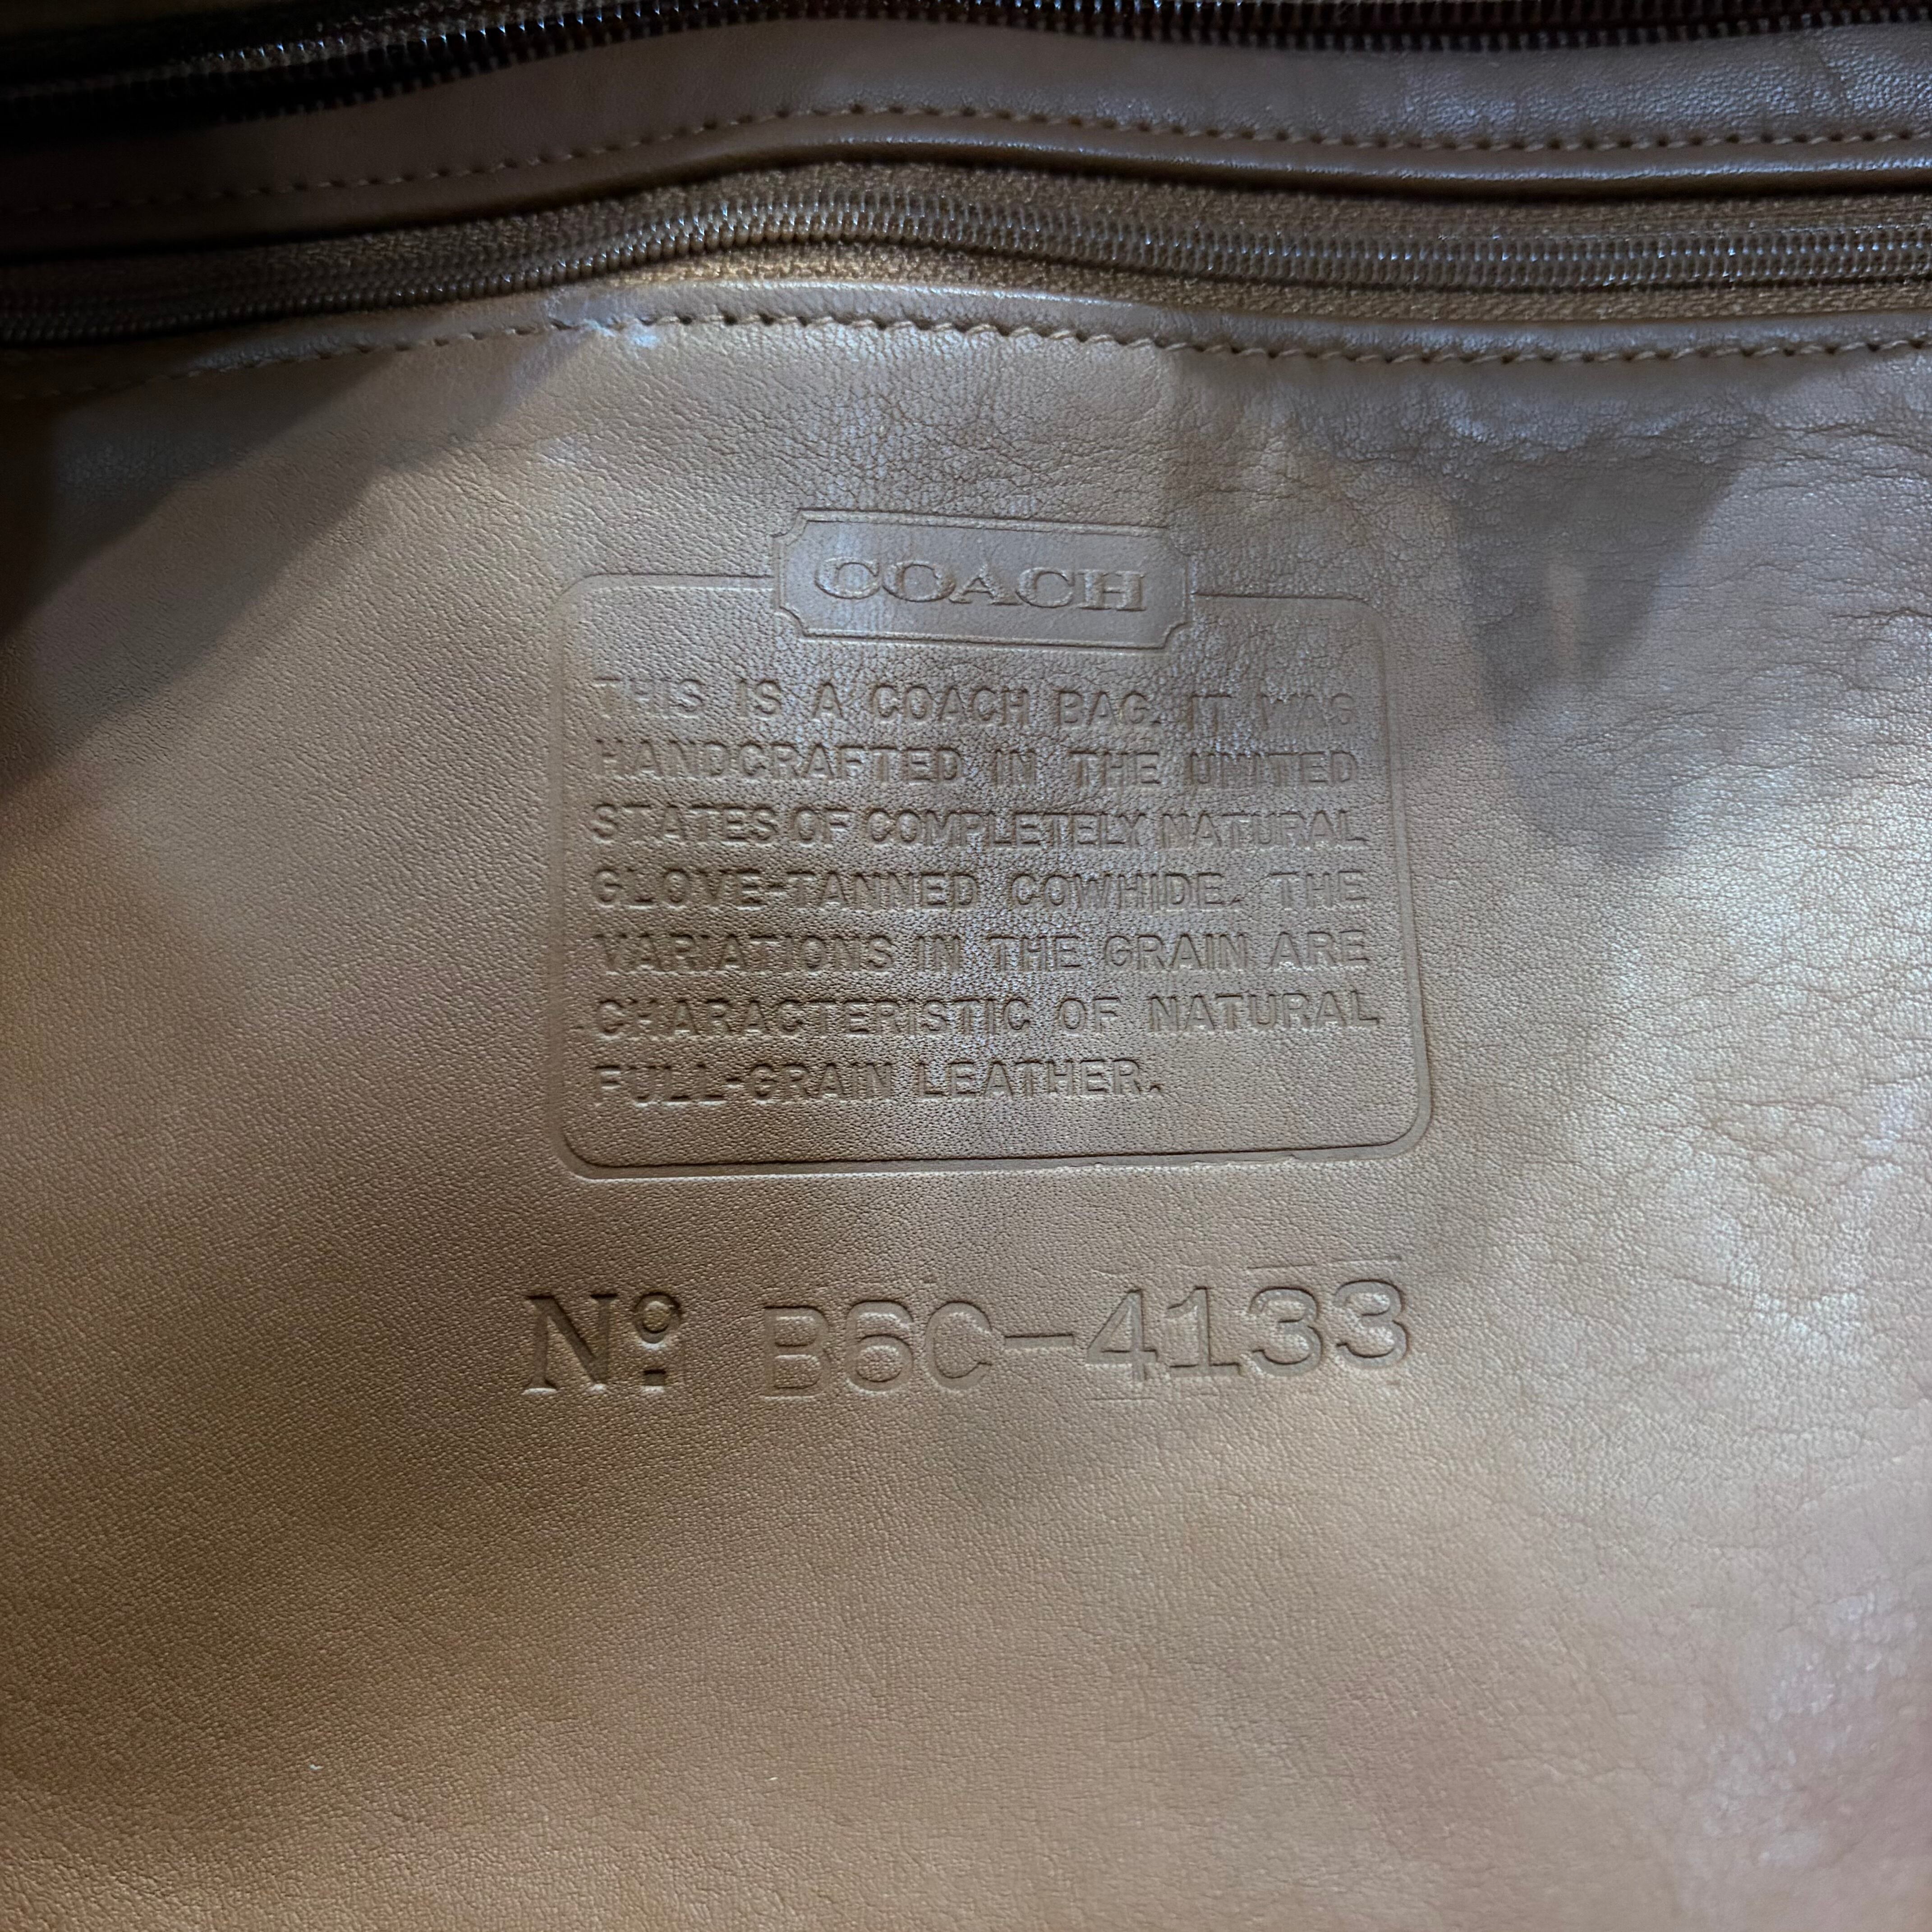 COACH
THIS IS A COACH BAG. IT WAS
HANDCRAFTED IN THE UNITED
STATES OF COMPLETELY NATURAL
GLOVE-TANNED COWHIDE. THE
VARIATIONS IN THE GRAIN ARE
CHARACTERISTIC OF NATURAL
FULL-GRAIN LEATHER.
Nº B6C-4133